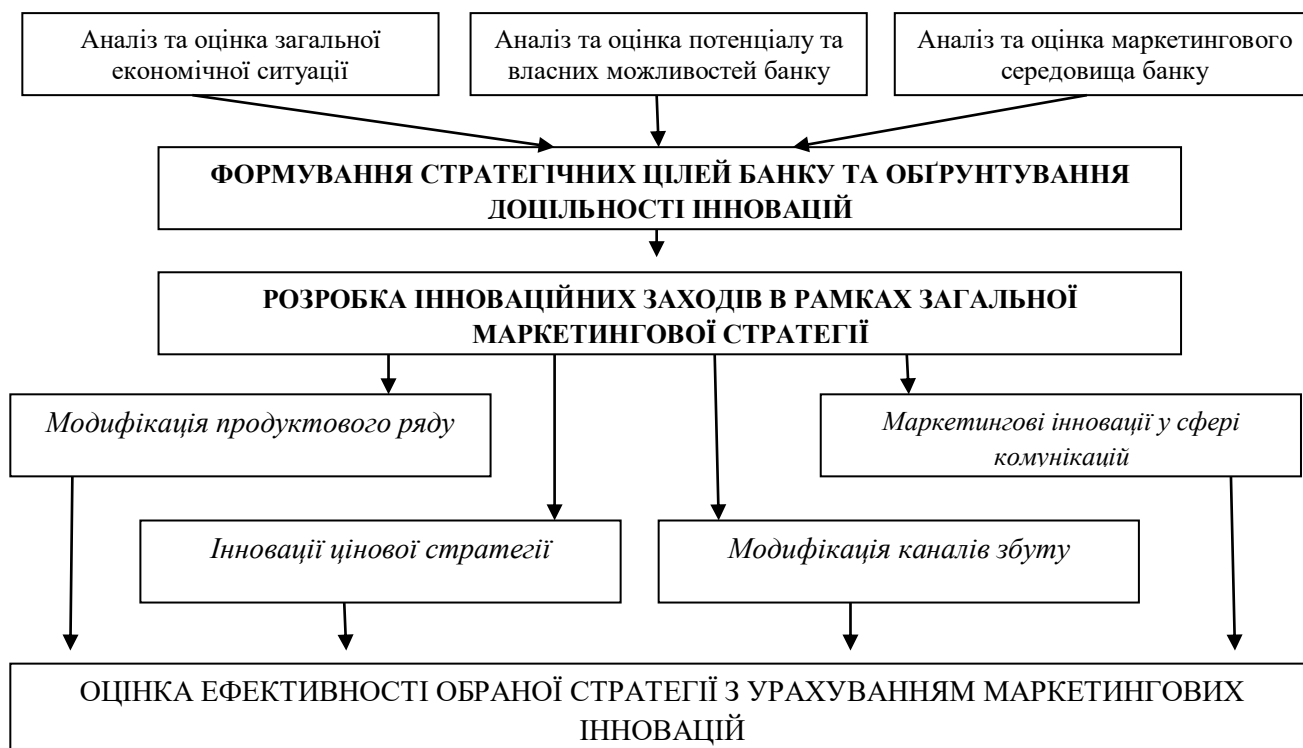 Аналіз та оцінка загальної
економічної ситуації
Аналіз та оцінка потенціалу та
власних можливостей банку
Аналіз та оцінка маркетингового
середовища банку
ФОРМУВАННЯ СТРАТЕГІЧНИХ ЦІЛЕЙ БАНКУ ТА ОБҐРУНТУВАННЯ
ДОЦІЛЬНОСТІ ІННОВАЦІЙ
РОЗРОБКА ІННОВАЦІЙНИХ ЗАХОДІВ В РАМКАХ ЗАГАЛЬНОЇ
МАРКЕТИНГОВОЇ СТРАТЕГІЇ
Модифікація продуктового ряду
Маркетингові інновації у сфері
комунікацій
Інновації цінової стратегії
Модифікація каналів збуту
ОЦІНКА ЕФЕКТИВНОСТІ ОБРАНОЇ СТРАТЕГІЇ З УРАХУВАННЯМ МАРКЕТИНГОВИХ
ІННОВАЦІЙ